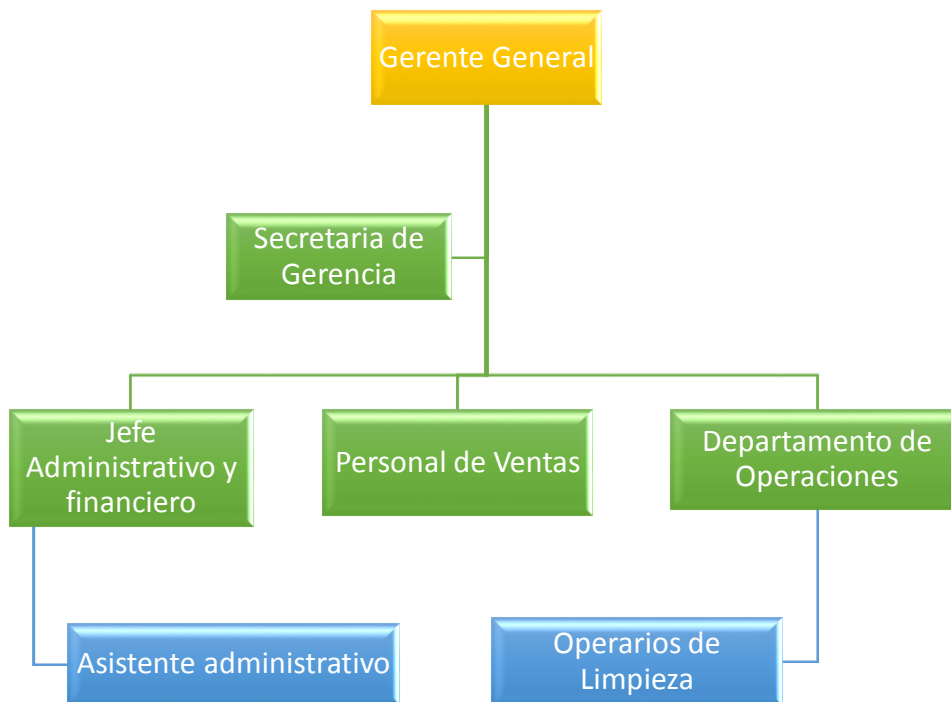 Gerente General
Secretaria de
Gerencia
Jefe
Administrativo y
financiero
Personal de Ventas
Departamento de
Operaciones
Asistente administrativo
Operarios de
Limpieza